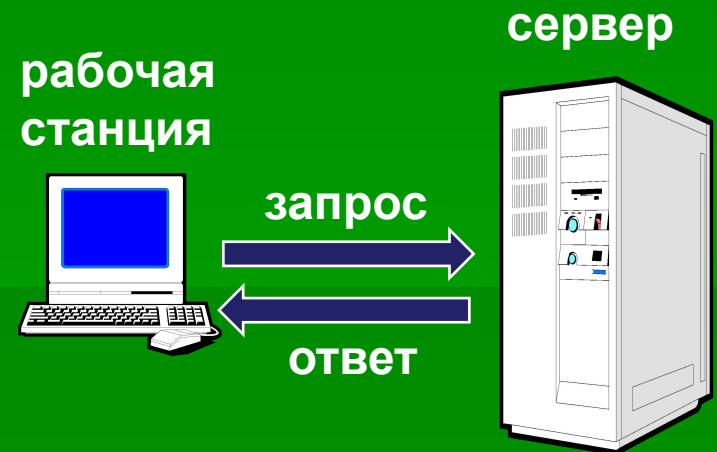 сервер
рабочая
станция
запрос
ответ